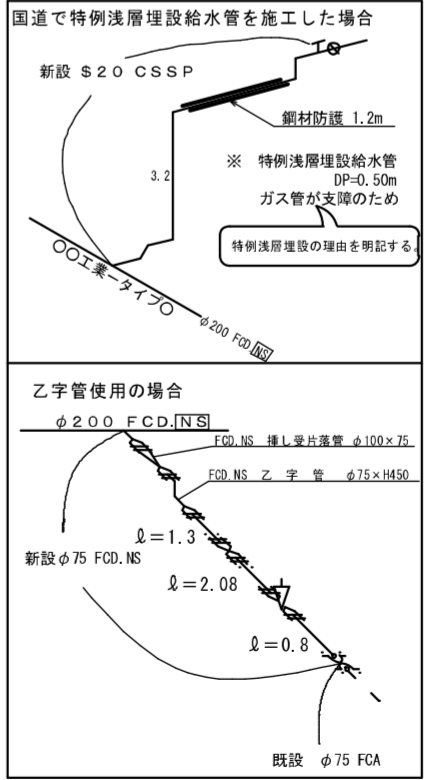 国道で特例浅層埋設給水管を施工した場合
新設 $20 CSSP
鋼材防護 1.2m
3.2
※ 特例浅層埋設給水管
DP=0.50m
ガス管が支障のため
特例浅層埋設の理由を明記する。
〇〇工業ータイプ〇
φ200 FCD.NS
乙字管使用の場合
φ200 FCD.NS
FCD.NS 挿し受片落管 φ100×75
FCD.NS 乙字管 φ75×H450
ℓ=1.3
新設φ75 FCD.NS
ℓ=2.08
ℓ=0.8
既設 φ75 FCA